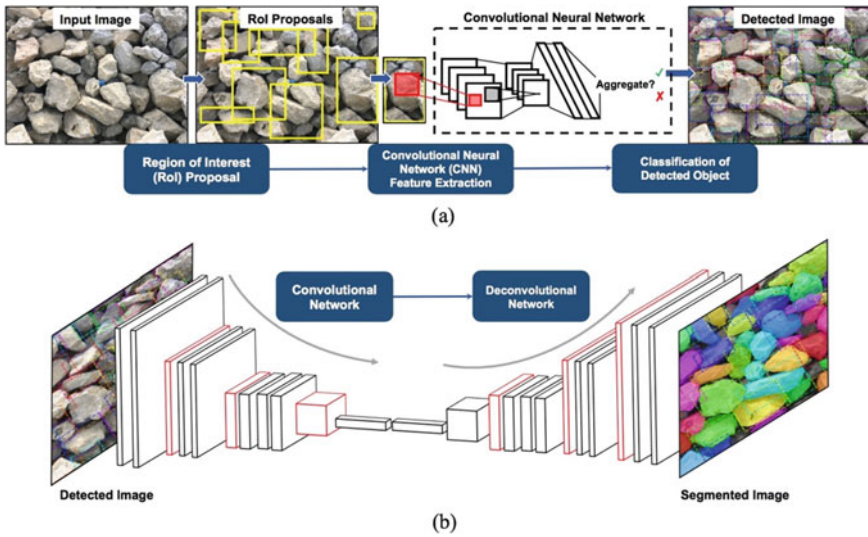 Input Image
RoI Proposals
Convolutional Neural Network
Detected Image
Aggregate?
Region of Interest
(RoI) Proposal
Convolutional Neural
Network (CNN)
Feature Extraction
Classification of
Detected Object
(a)
Convolutional
Network
Deconvolutional
Network
Detected Image
Segmented Image
(b)